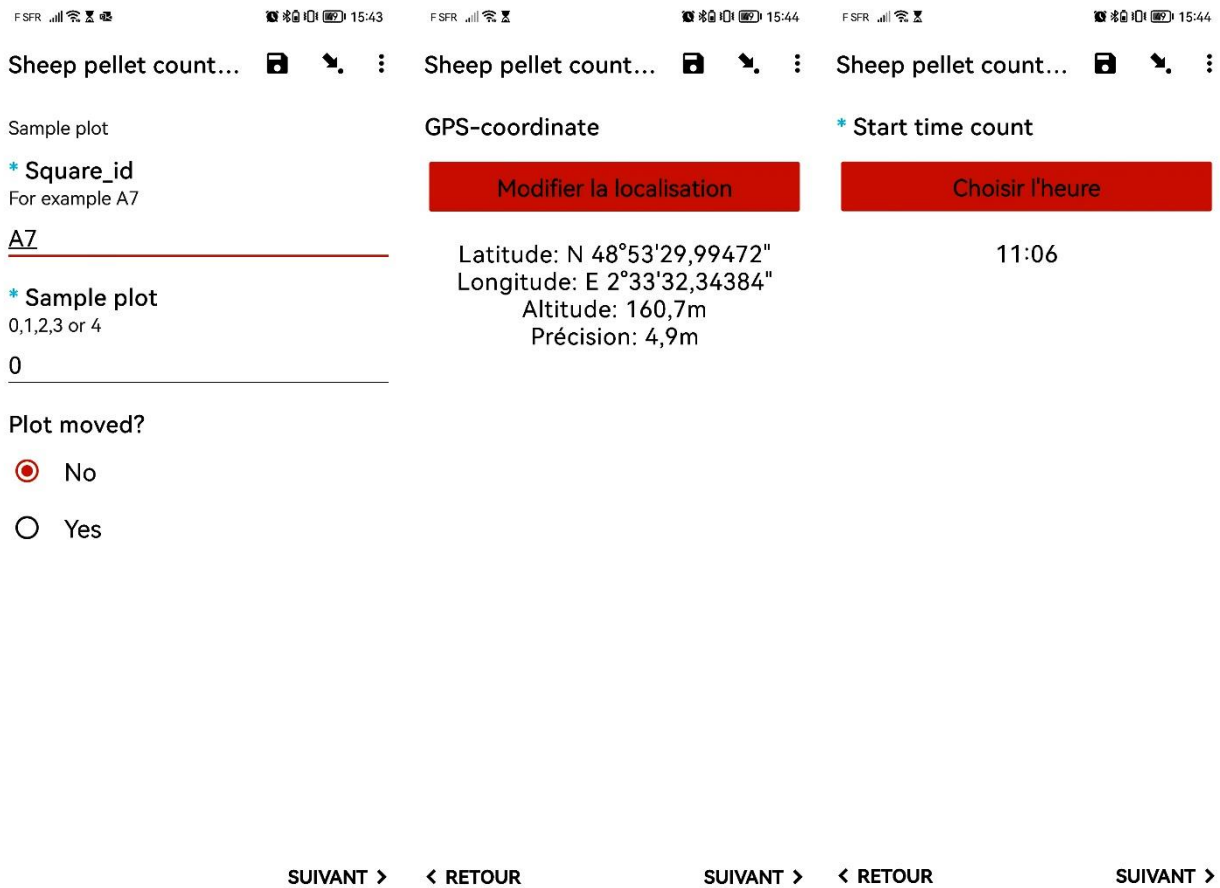 F SFR 15:43
Sheep pellet count...
Sample plot
* Square_id
For example A7
A7
* Sample plot
0,1,2,3 or 4
0
Plot moved?
No
Yes
SUIVANT >
F SFR 15:44
Sheep pellet count...
GPS-coordinate
Modifier la localisation
Latitude: N 48°53'29,99472"
Longitude: E 2°33'32,34384"
Altitude: 160,7m
Précision: 4,9m
< RETOUR SUIVANT >
F SFR 15:44
Sheep pellet count...
* Start time count
Choisir l'heure
11:06
< RETOUR SUIVANT >